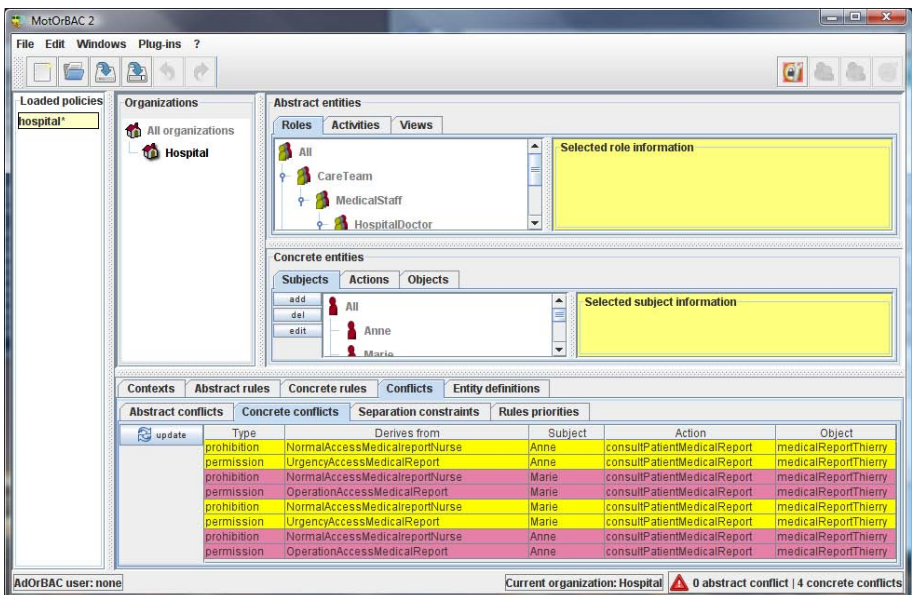 MotOrBAC 2
File Edit Windows Plug-ins ?
Loaded policies
hospital*
Organizations
All organizations
Hospital
Abstract entities
Roles Activities Views
All
CareTeam
MedicalStaff
HospitalDoctor
Selected role information
Concrete entities
Subjects Actions Objects
add
del
edit
All
Anne
Marie
Selected subject information
Contexts Abstract rules Concrete rules Conflicts Entity definitions
Abstract conflicts Concrete conflicts Separation constraints Rules priorities
update
Type Derives from Subject Action Object
prohibition NormalAccessMedicalreportNurse Anne consultPatientMedicalReport medicalReportThierry
permission UrgencyAccessMedicalReport Anne consultPatientMedicalReport medicalReportThierry
prohibition NormalAccessMedicalreportNurse Marie consultPatientMedicalReport medicalReportThierry
permission OperationAccessMedicalReport Marie consultPatientMedicalReport medicalReportThierry
prohibition NormalAccessMedicalreportNurse Marie consultPatientMedicalReport medicalReportThierry
permission UrgencyAccessMedicalReport Marie consultPatientMedicalReport medicalReportThierry
prohibition NormalAccessMedicalreportNurse Anne consultPatientMedicalReport medicalReportThierry
permission OperationAccessMedicalReport Anne consultPatientMedicalReport medicalReportThierry
AdOrBAC user: none
Current organization: Hospital
0 abstract conflict | 4 concrete conflicts